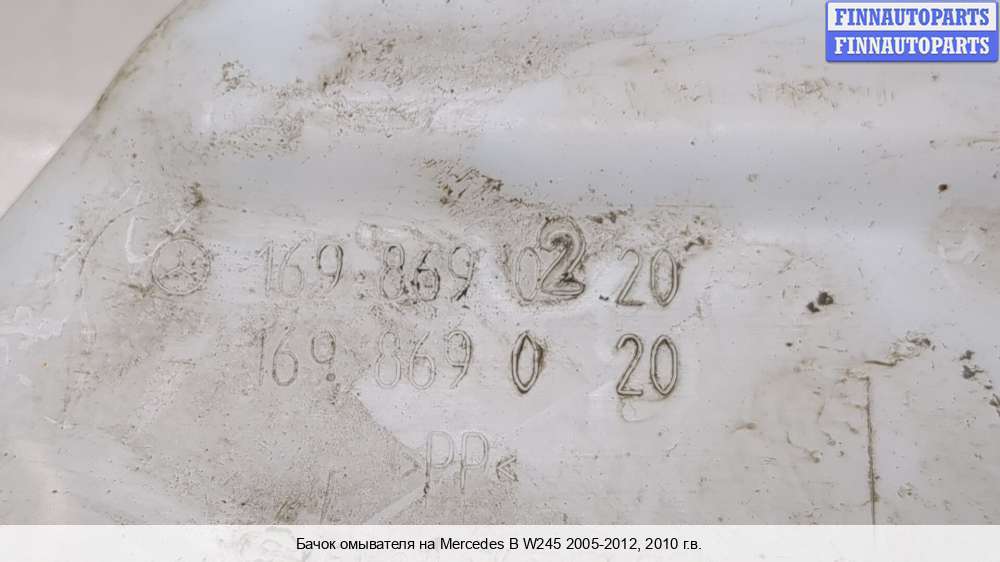 FINNAUTOPARTS
FINNAUTOPARTS
169 869 02 20
169 869 0 20
>PP<
Бачок омывателя на Mercedes B W245 2005-2012, 2010 г.в.